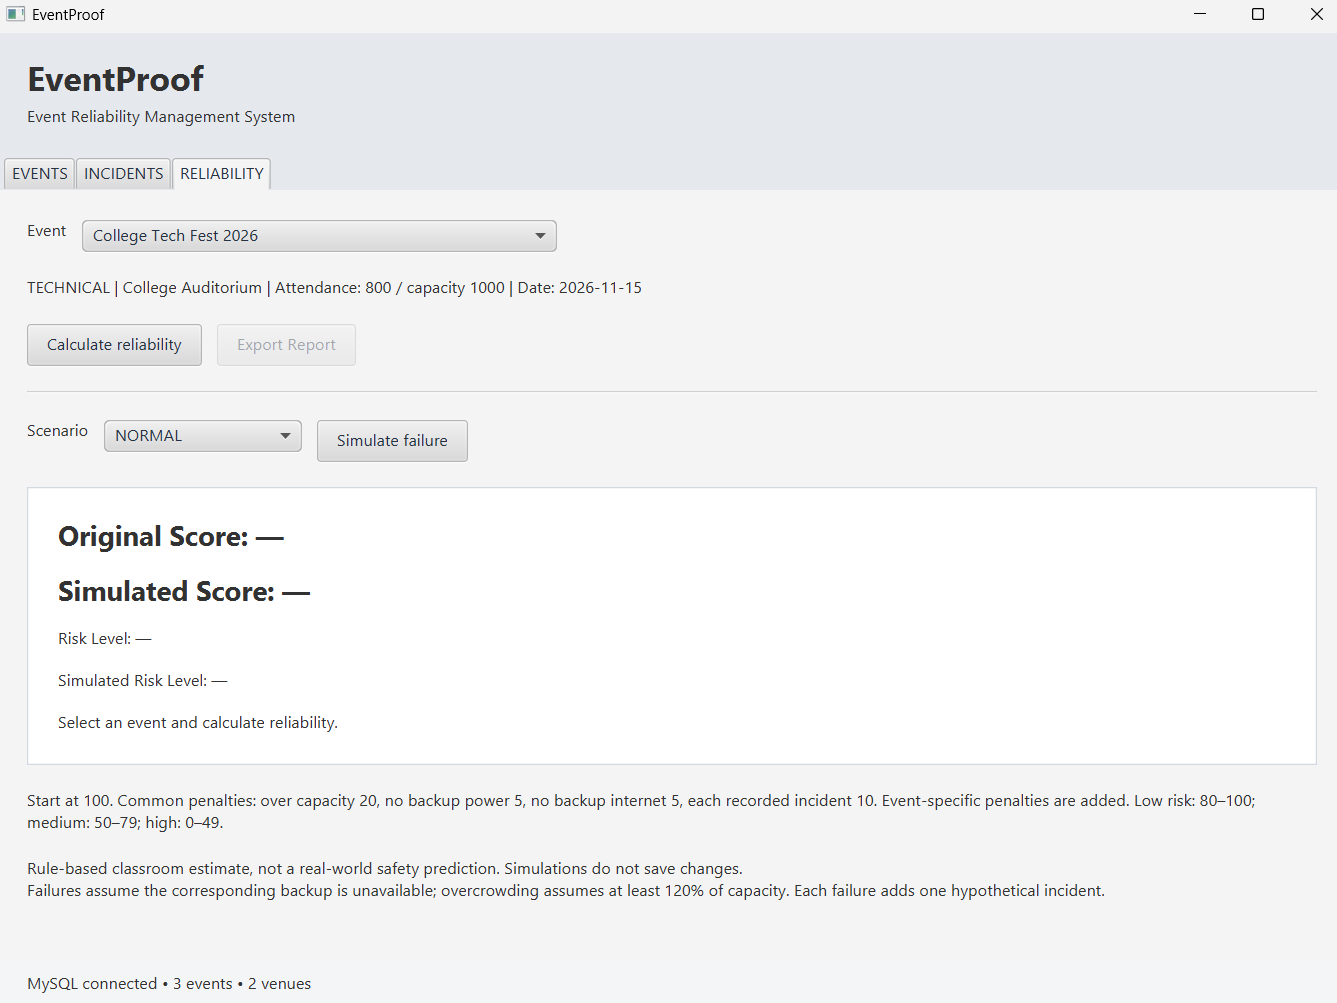 EventProof
EventProof
Event Reliability Management System
EVENTS INCIDENTS RELIABILITY
Event College Tech Fest 2026
TECHNICAL | College Auditorium | Attendance: 800 / capacity 1000 | Date: 2026-11-15
Calculate reliability Export Report
Scenario NORMAL Simulate failure
Original Score: —
Simulated Score: —
Risk Level: —
Simulated Risk Level: —
Select an event and calculate reliability.
Start at 100. Common penalties: over capacity 20, no backup power 5, no backup internet 5, each recorded incident 10. Event-specific penalties are added. Low risk: 80–100;
medium: 50–79; high: 0–49.
Rule-based classroom estimate, not a real-world safety prediction. Simulations do not save changes.
Failures assume the corresponding backup is unavailable; overcrowding assumes at least 120% of capacity. Each failure adds one hypothetical incident.
MySQL connected • 3 events • 2 venues